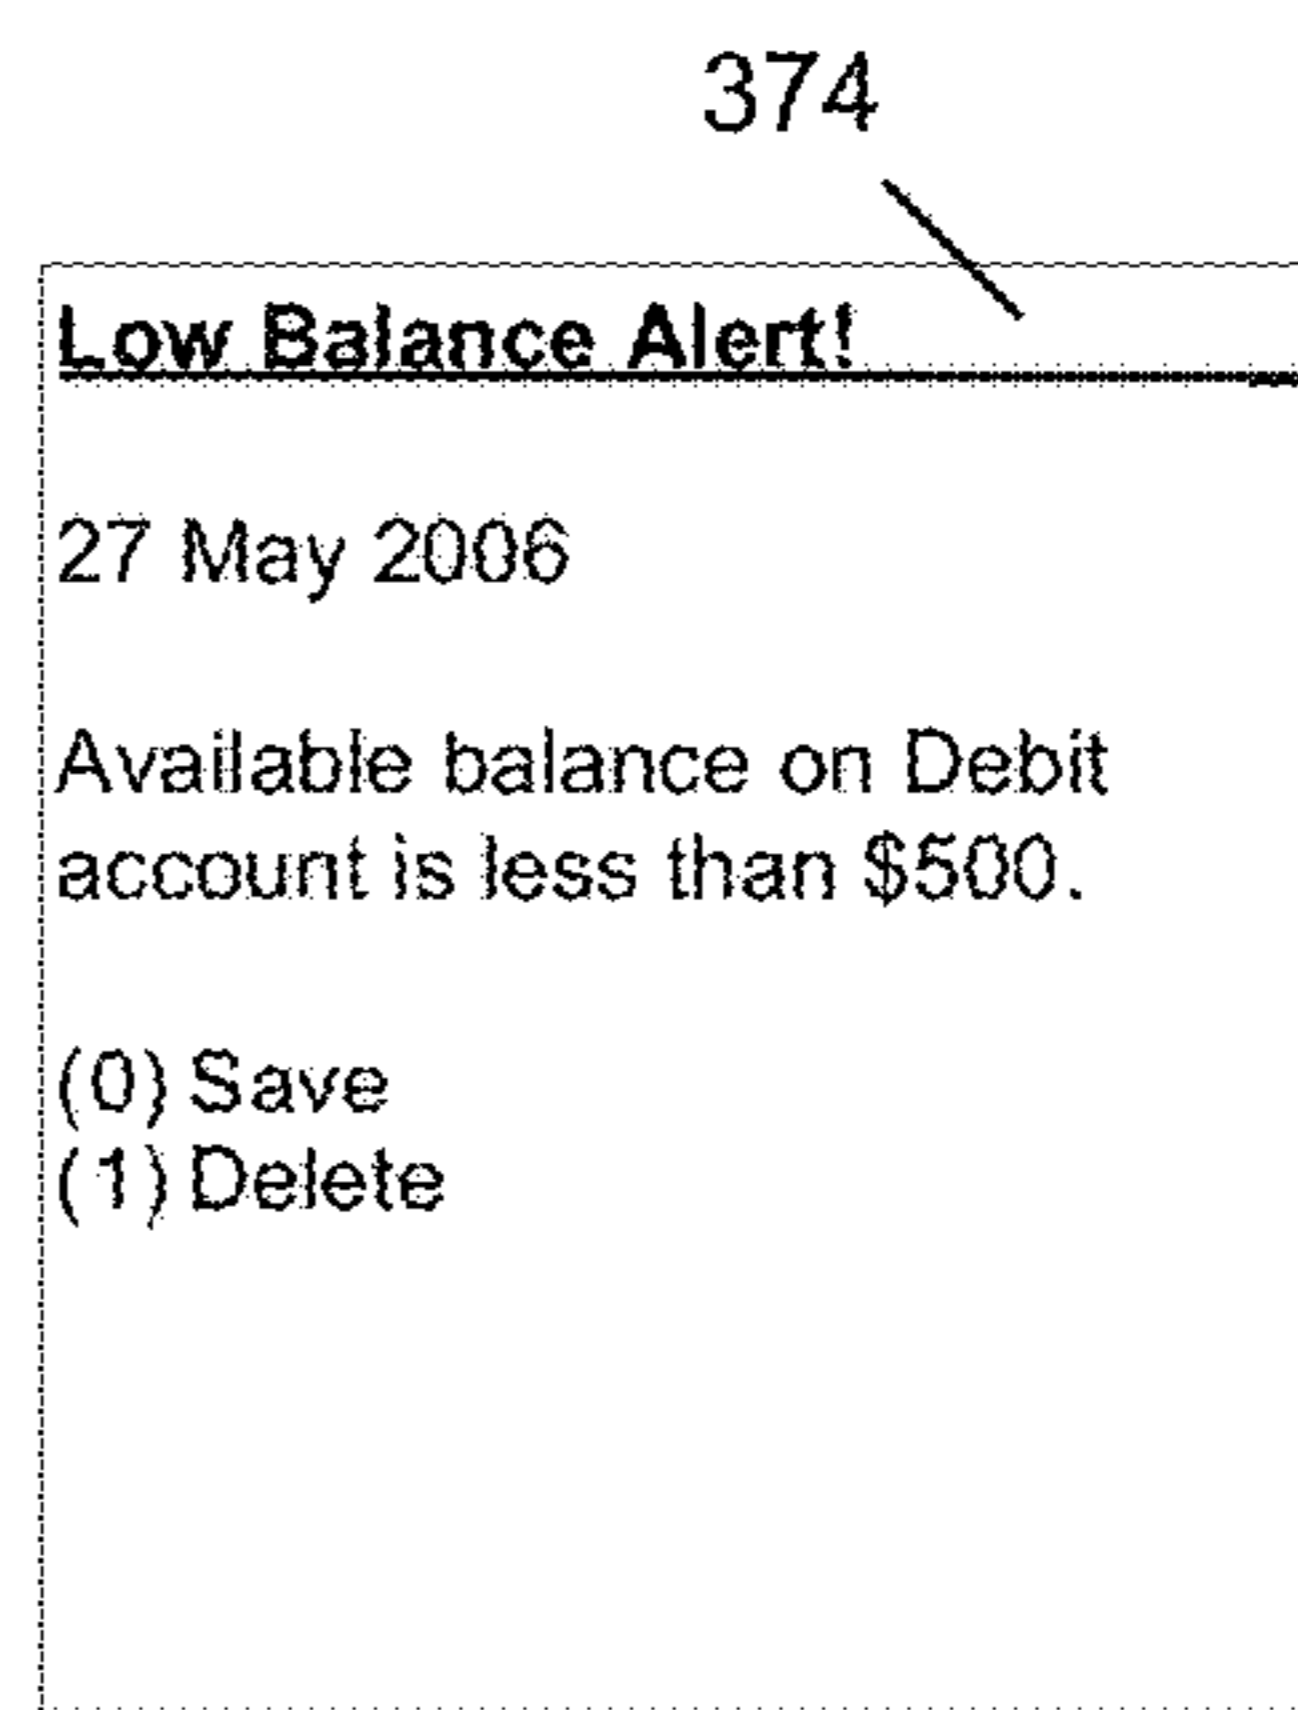 374
Low Balance Alert!
27 May 2006
Available balance on Debit
account is less than $500.
(0) Save
(1) Delete